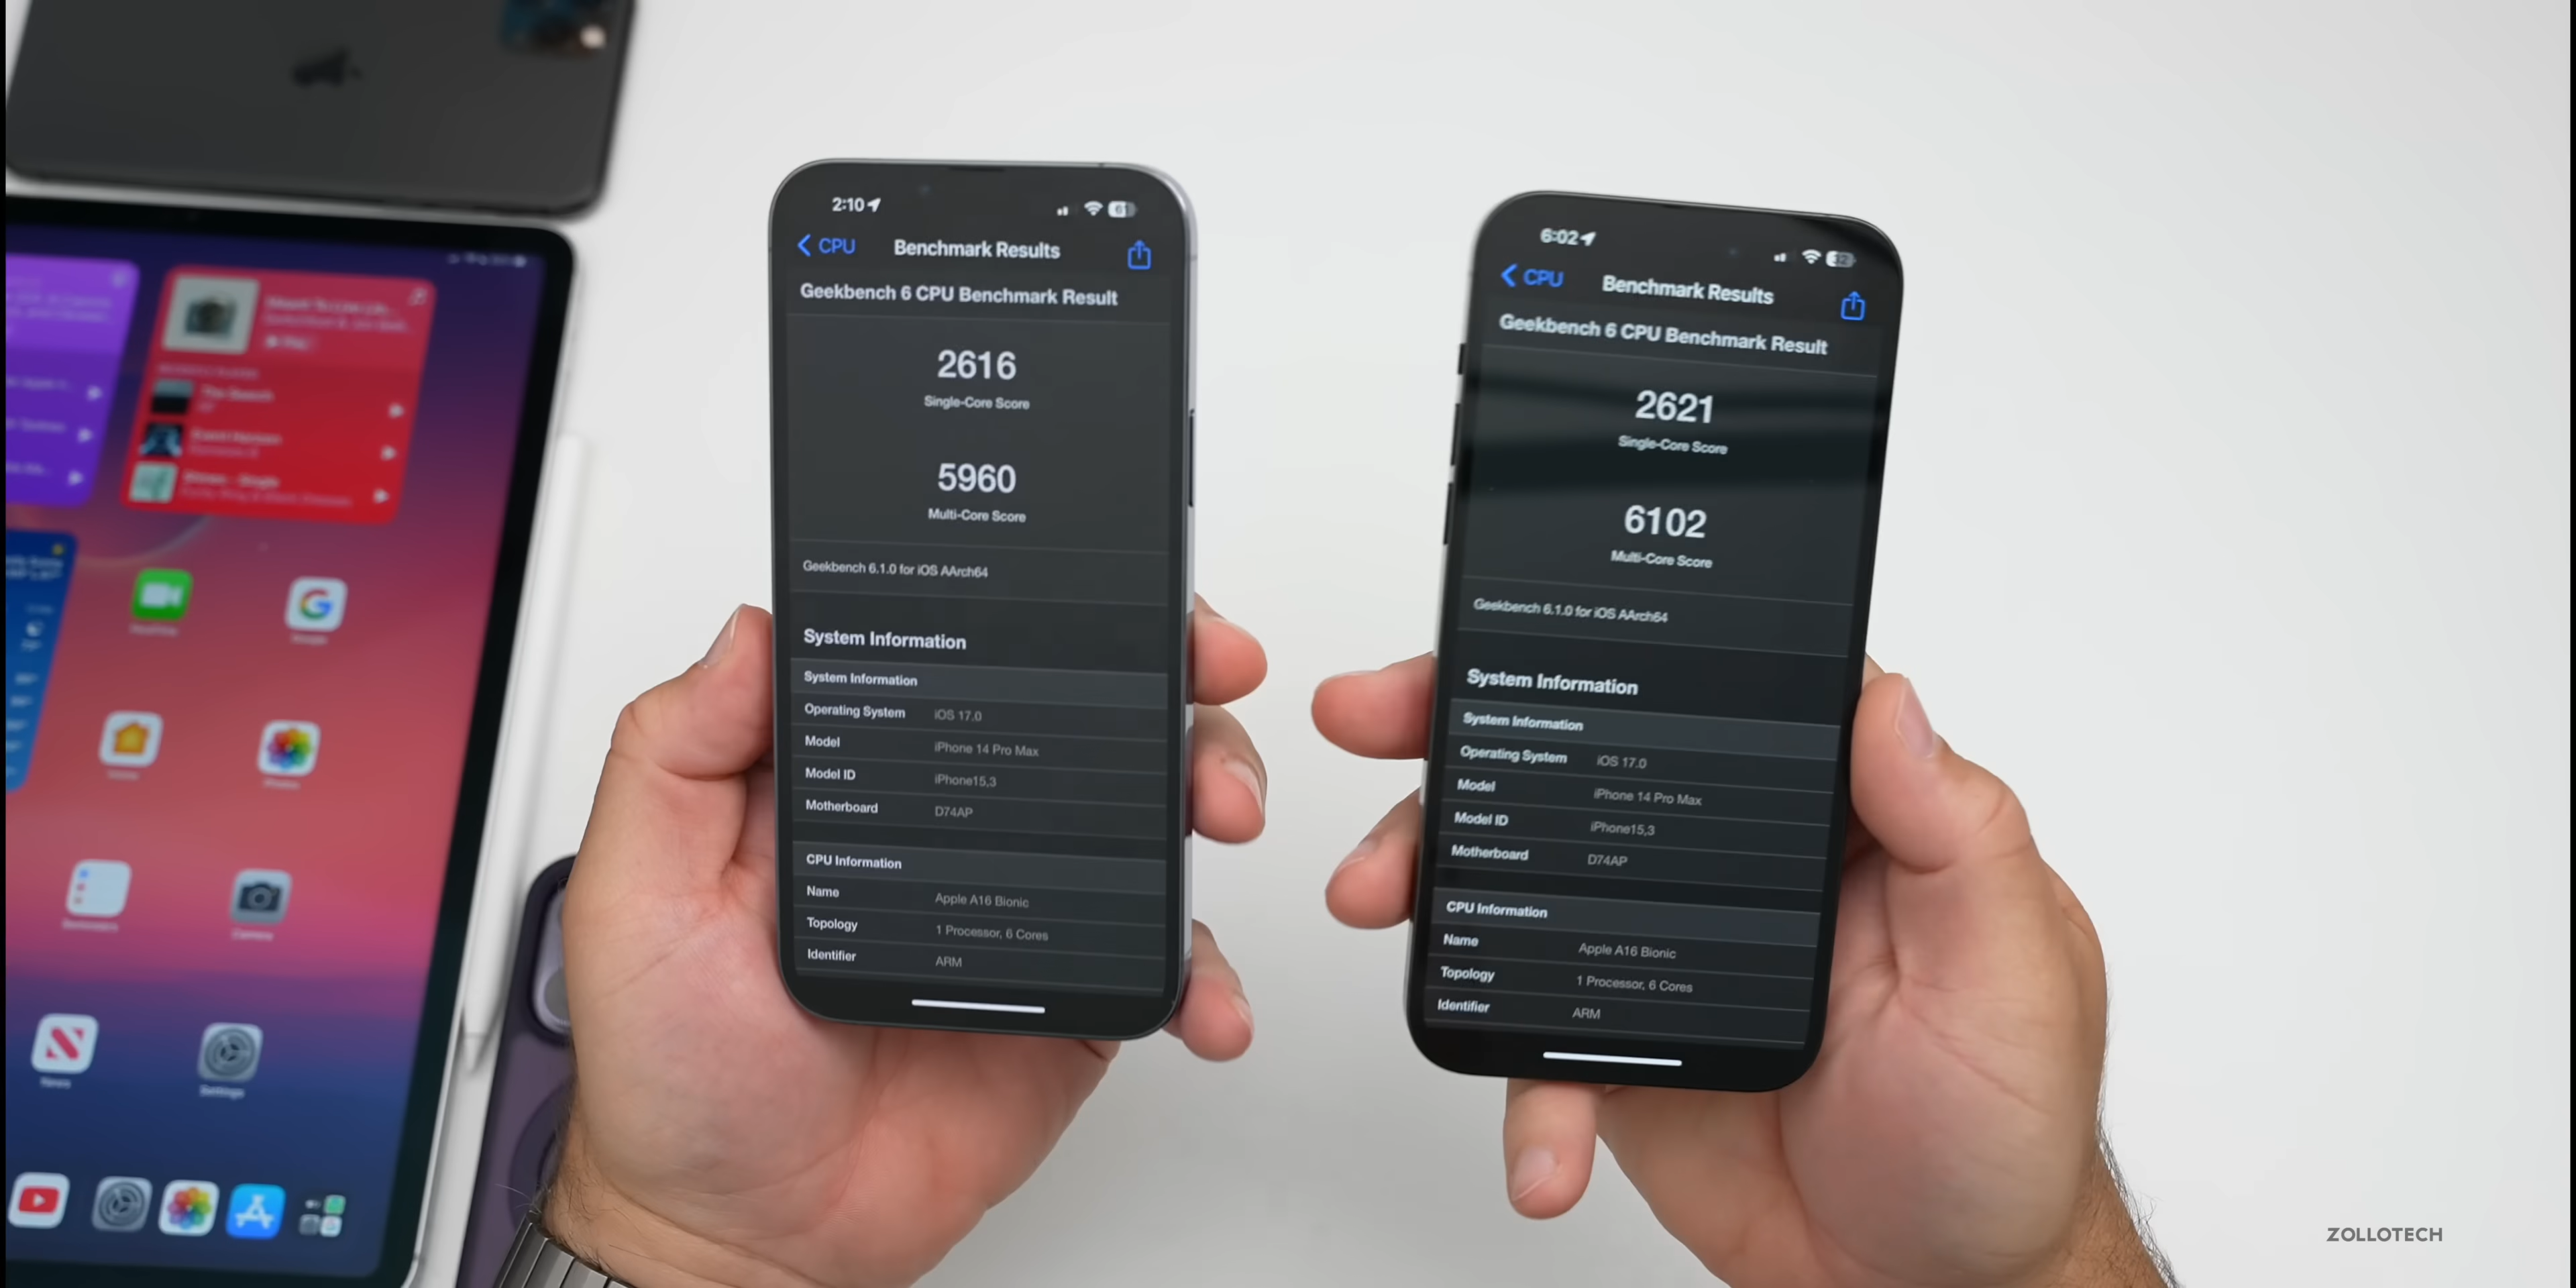 2:10
61
CPU
Benchmark Results
Geekbench 6 CPU Benchmark Result
2616
Single-Core Score
5960
Multi-Core Score
Geekbench 6.1.0 for iOS AArch64
System Information
System Information
Operating System iOS 17.0
Model iPhone 14 Pro Max
Model ID iPhone15,3
Motherboard D74AP
CPU Information
Name Apple A16 Bionic
Topology 1 Processor, 6 Cores
Identifier ARM
6:02
32
CPU
Benchmark Results
Geekbench 6 CPU Benchmark Result
2621
Single-Core Score
6102
Multi-Core Score
Geekbench 6.1.0 for iOS AArch64
System Information
System Information
Operating System iOS 17.0
Model iPhone 14 Pro Max
Model ID iPhone15,3
Motherboard D74AP
CPU Information
Name Apple A16 Bionic
Topology 1 Processor, 6 Cores
Identifier ARM
Camera
News
Settings
ZOLLOTECH